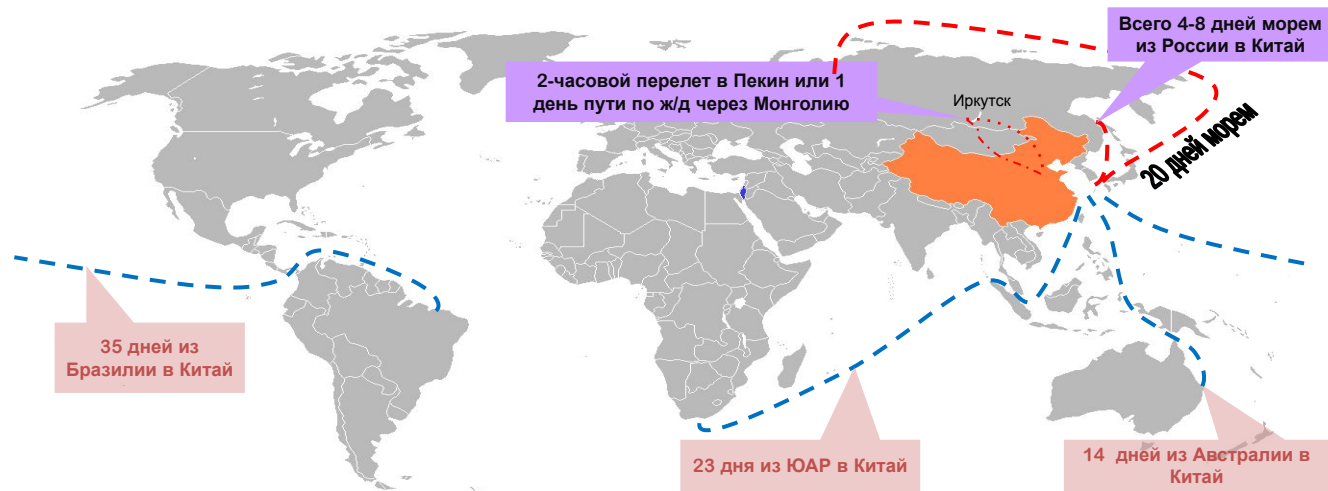 Всего 4-8 дней морем
из России в Китай
2-часовой перелет в Пекин или 1
день пути по ж/д через Монголию
Иркутск
20 дней морем
35 дней из
Бразилии в Китай
23 дня из ЮАР в Китай
14 дней из Австралии в
Китай